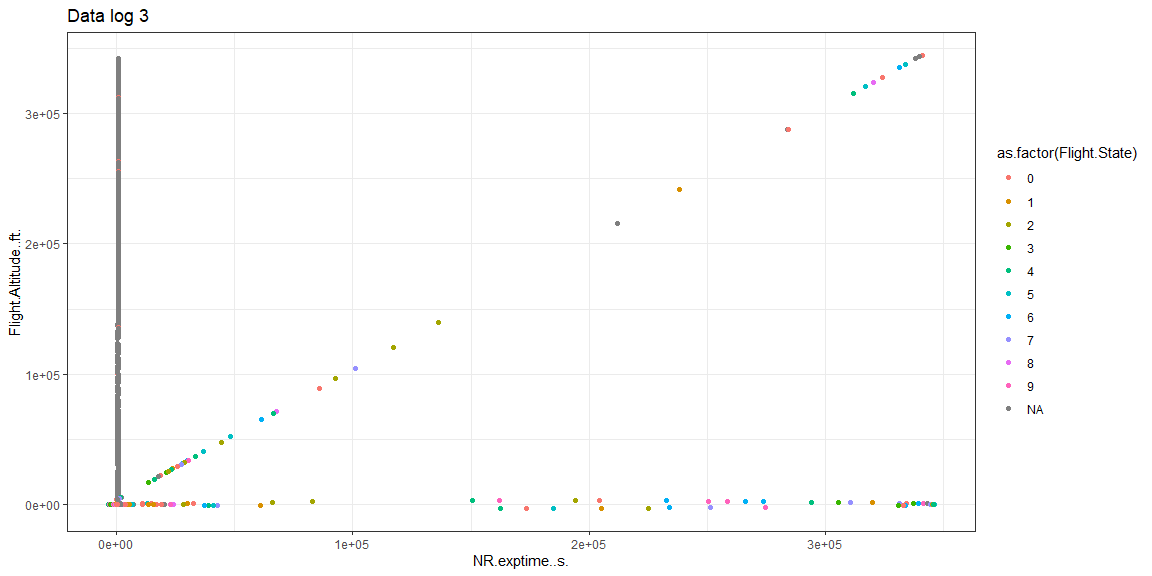 Data log 3
Flight.Altitude..ft.
3e+05
2e+05
1e+05
0e+00
0e+00
1e+05
2e+05
3e+05
NR.exptime..s.
as.factor(Flight.State)
0
1
2
3
4
5
6
7
8
9
NA